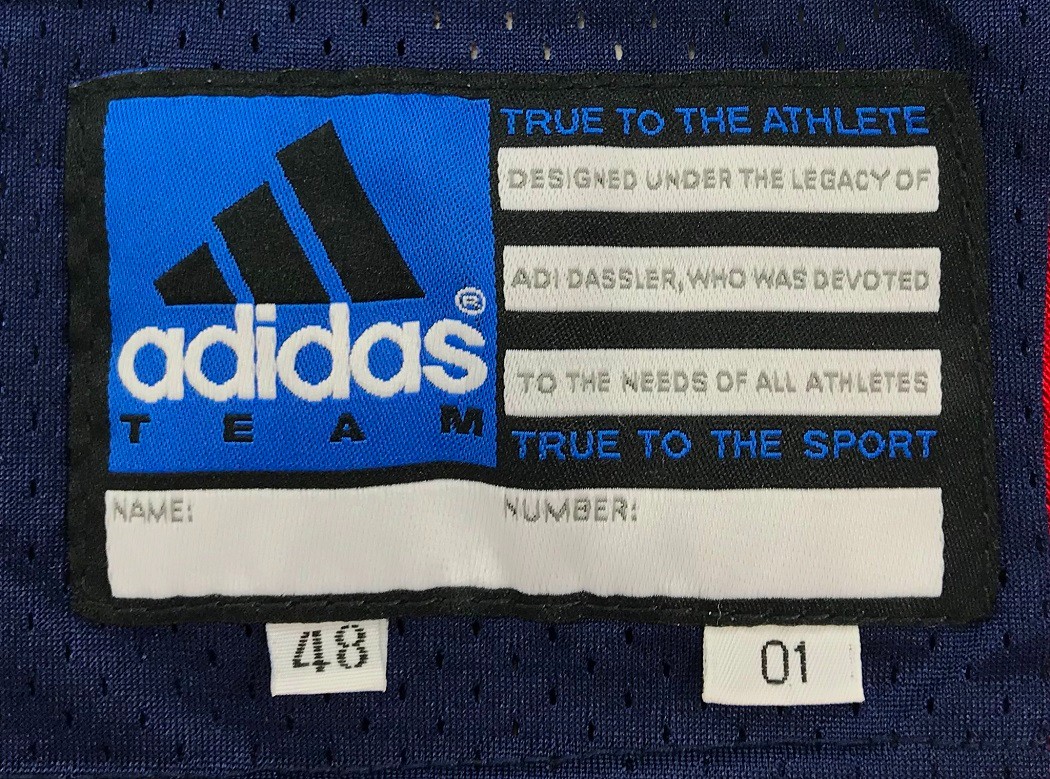 adidas®
TEAM
TRUE TO THE ATHLETE
DESIGNED UNDER THE LEGACY OF
ADI DASSLER, WHO WAS DEVOTED
TO THE NEEDS OF ALL ATHLETES
TRUE TO THE SPORT
NAME:
NUMBER:
48
01